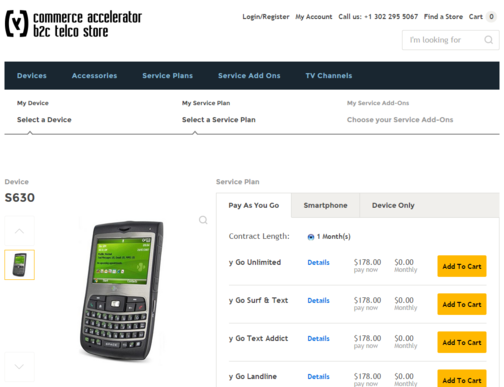 commerce accelerator
b2c telco store
Login/Register My Account Call us: +1 302 295 5067 Find a Store Cart 0
I'm looking for
Devices Accessories Service Plans Service Add Ons TV Channels
My Device My Service Plan My Service Add-Ons
Select a Device Select a Service Plan Choose your Service Add-Ons
Device
S630
Service Plan
Pay As You Go Smartphone Device Only
Contract Length: 1 Month(s)
y Go Unlimited Details $178.00 $0.00 Add To Cart
pay now Monthly
y Go Surf & Text Details $178.00 $0.00 Add To Cart
pay now Monthly
y Go Text Addict Details $178.00 $0.00 Add To Cart
pay now Monthly
y Go Landline Details $178.00 $0.00 Add To Cart
pay now Monthly